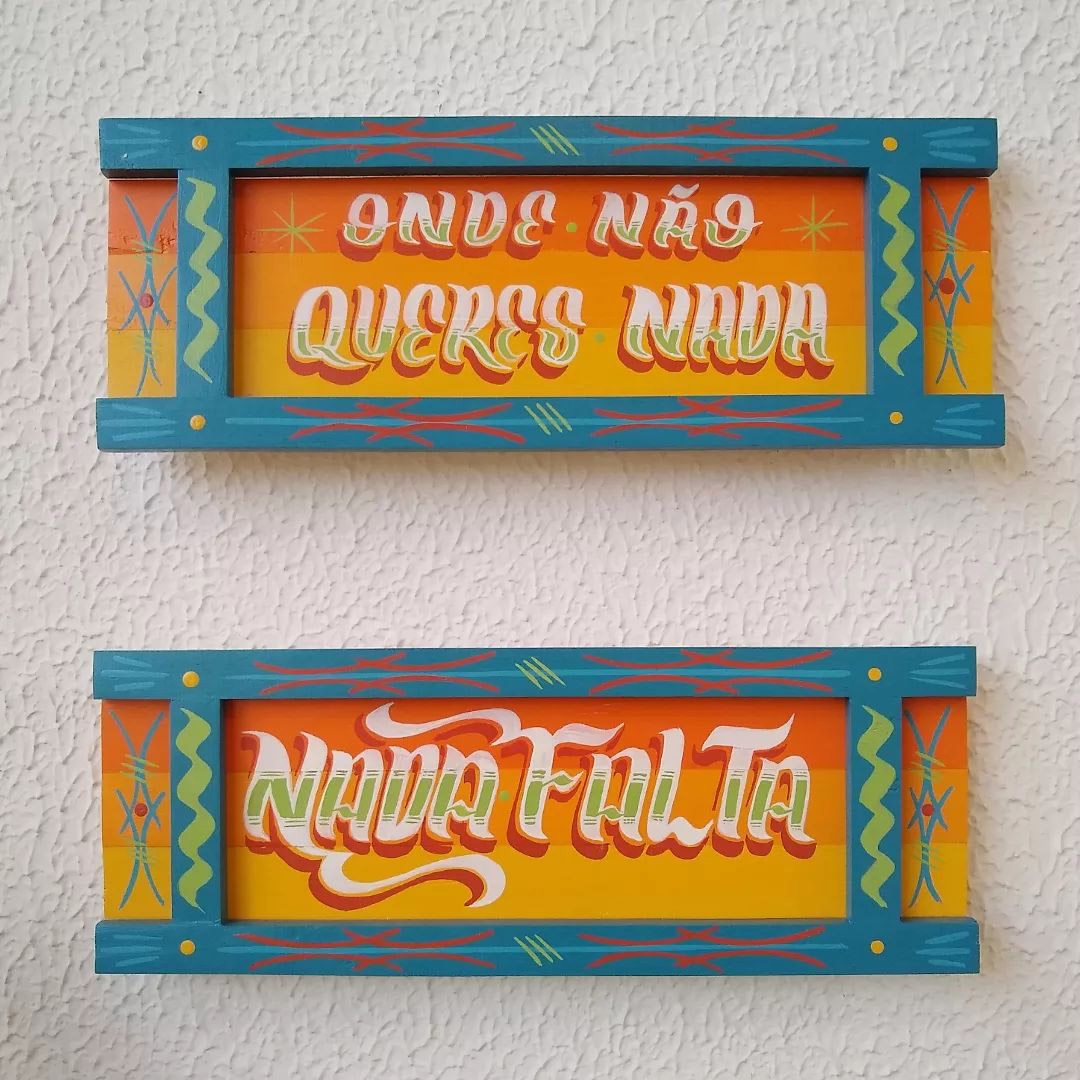 ONDE · NÃO
QUERES · NADA
NADA · FALTA